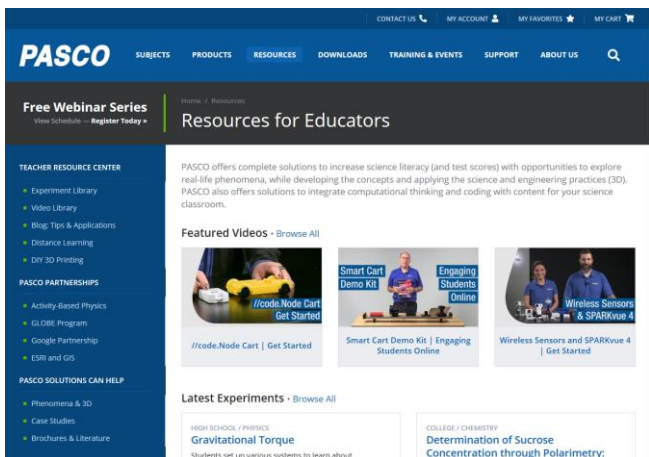 CONTACT US
MY ACCOUNT
MY FAVORITES
MY CART
PASCO
SUBJECTS
PRODUCTS
RESOURCES
DOWNLOADS
TRAINING & EVENTS
SUPPORT
ABOUT US
Free Webinar Series
View Schedule — Register Today »
Home / Resources
Resources for Educators
TEACHER RESOURCE CENTER
Experiment Library
Video Library
Blog: Tips & Applications
Distance Learning
DIY 3D Printing
PASCO PARTNERSHIPS
Activity-Based Physics
GLOBE Program
Google Partnership
ESRI and GIS
PASCO SOLUTIONS CAN HELP
Phenomena & 3D
Case Studies
Brochures & Literature
PASCO offers complete solutions to increase science literacy (and test scores) with opportunities to explore
real-life phenomena, while developing the concepts and applying the science and engineering practices (3D).
PASCO also offers solutions to integrate computational thinking and coding with content for your science
classroom.
Featured Videos • Browse All
//code.Node Cart
Get Started
//code.Node Cart | Get Started
Smart Cart
Demo Kit
Engaging
Students
Online
Smart Cart Demo Kit | Engaging
Students Online
Wireless Sensors
& SPARKvue 4
Wireless Sensors and SPARKvue 4
| Get Started
Latest Experiments • Browse All
HIGH SCHOOL / PHYSICS
Gravitational Torque
Students set up various systems to learn about
COLLEGE / CHEMISTRY
Determination of Sucrose
Concentration through Polarimetry: